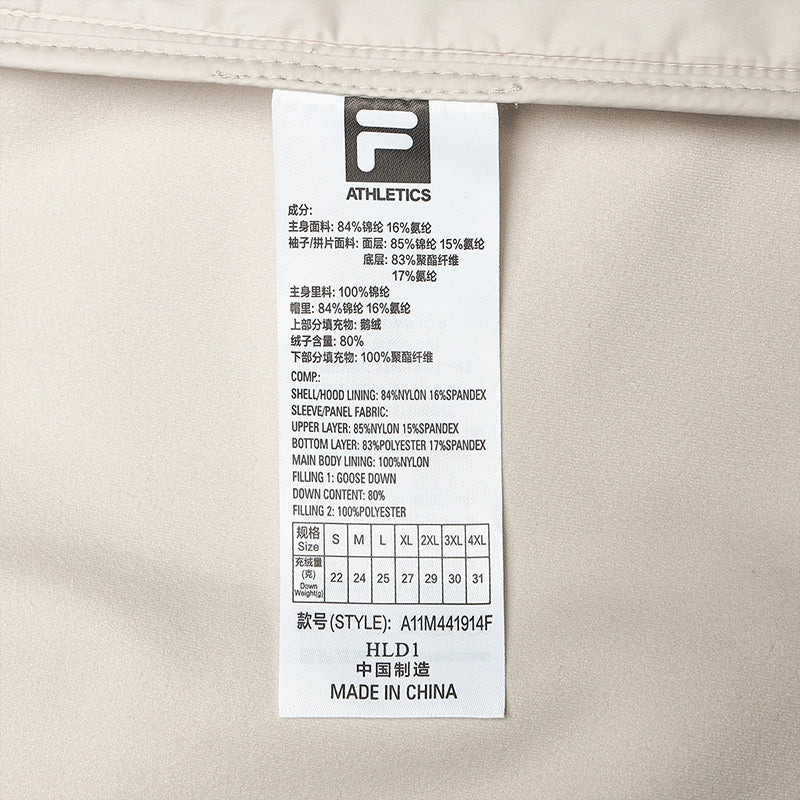 F
ATHLETICS
成分:
主身面料: 84%锦纶 16%氨纶
袖子/拼片面料: 面层: 85%锦纶 15%氨纶
底层: 83%聚酯纤维
17%氨纶
主身里料: 100%锦纶
帽里: 84%锦纶 16%氨纶
上部分填充物: 鹅绒
绒子含量: 80%
下部分填充物: 100%聚酯纤维
COMP.:
SHELL/HOOD LINING: 84%NYLON 16%SPANDEX
SLEEVE/PANEL FABRIC:
UPPER LAYER: 85%NYLON 15%SPANDEX
BOTTOM LAYER: 83%POLYESTER 17%SPANDEX
MAIN BODY LINING: 100%NYLON
FILLING 1: GOOSE DOWN
DOWN CONTENT: 80%
FILLING 2: 100%POLYESTER
规格 Size S M L XL 2XL 3XL 4XL
充绒量 (克) Down Weight(g) 22 24 25 27 29 30 31
款号(STYLE): A11M441914F
HLD1
中国制造
MADE IN CHINA